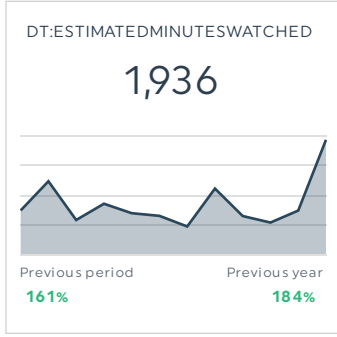 DT:ESTIMATEDMINUTESWATCHED
1,936
Previous period
Previous year
161%
184%